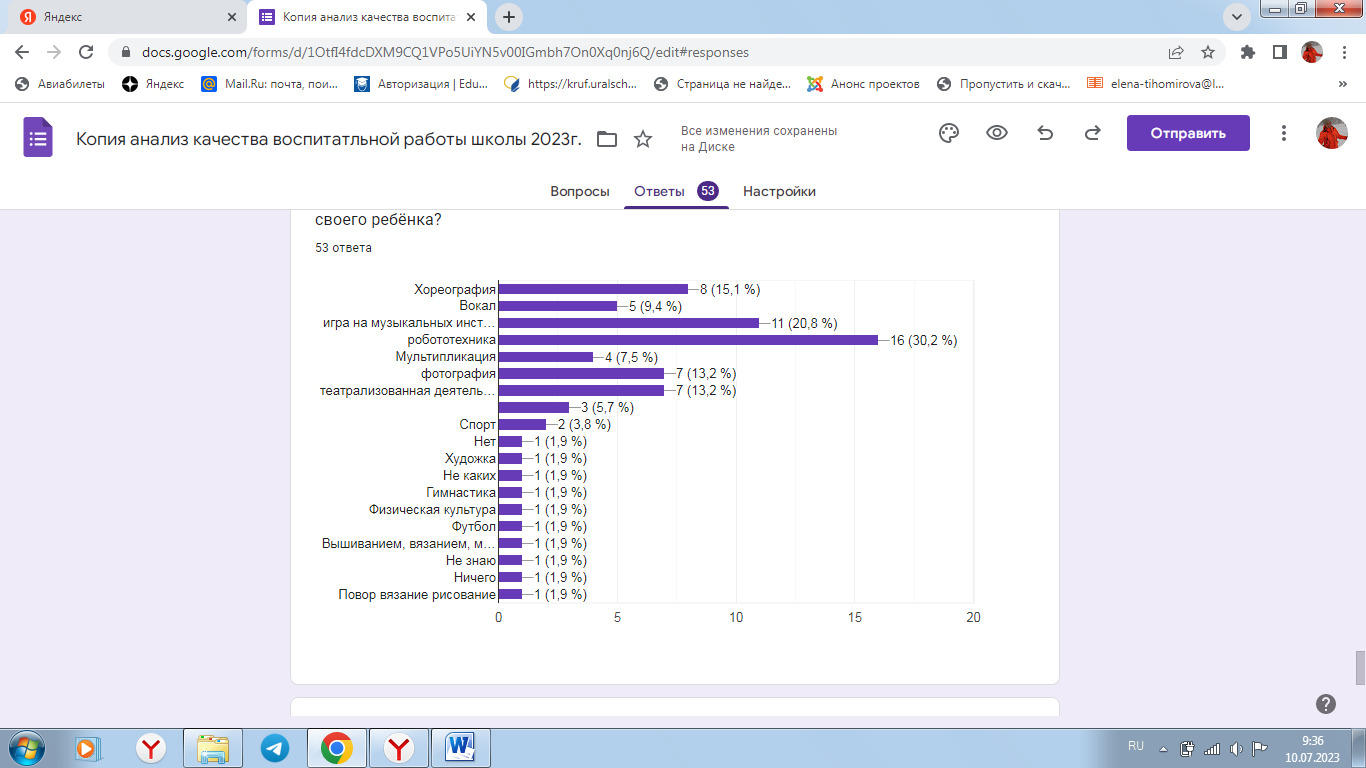 Яндекс
Копия анализ качества воспита
docs.google.com/forms/d/1OtfI4fdcDXM9CQ1VPo5UiYN5v00IGmbh7On0Xq0nj6Q/edit#responses
Авиабилеты
Яндекс
Mail.Ru: почта, пои...
Авторизация | Edu...
https://kruf.uralsch...
Страница не найде...
Анонс проектов
Пропустить и скач...
elena-tihomirova@l...
»
Копия анализ качества воспитатльной работы школы 2023г.
Все изменения сохранены
на Диске
Отправить
Вопросы
Ответы 53
Настройки
своего ребёнка?
53 ответа
Хореография 8 (15,1 %)
Вокал 5 (9,4 %)
игра на музыкальных инст... 11 (20,8 %)
робототехника 16 (30,2 %)
Мультипликация 4 (7,5 %)
фотография 7 (13,2 %)
театрализованная деятель... 7 (13,2 %)
3 (5,7 %)
Спорт 2 (3,8 %)
Нет 1 (1,9 %)
Художка 1 (1,9 %)
Не каких 1 (1,9 %)
Гимнастика 1 (1,9 %)
Физическая культура 1 (1,9 %)
Футбол 1 (1,9 %)
Вышиванием, вязанием, м... 1 (1,9 %)
Не знаю 1 (1,9 %)
Ничего 1 (1,9 %)
Повор вязание рисование 1 (1,9 %)
0 5 10 15 20
RU
9:36
10.07.2023